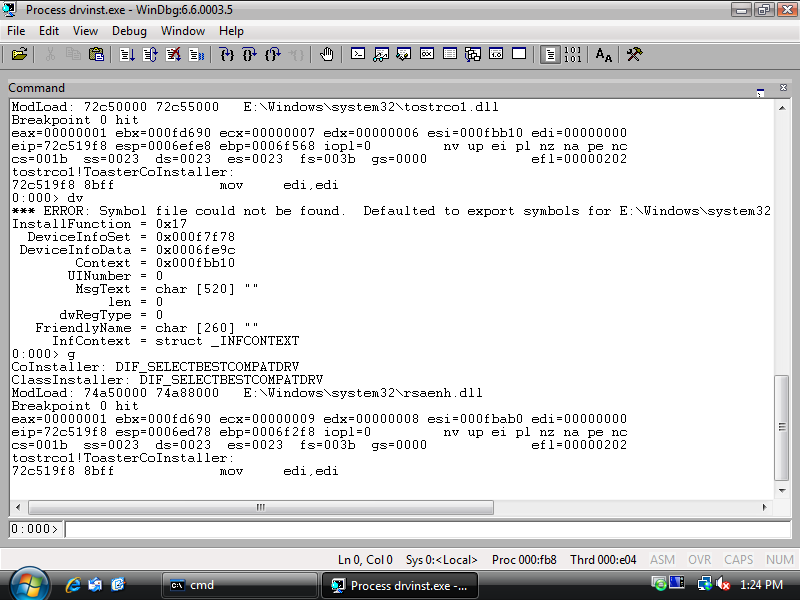 Process drvinst.exe - WinDbg:6.6.0003.5
File Edit View Debug Window Help
Command
ModLoad: 72c50000 72c55000   E:\Windows\system32\tostrco1.dll
Breakpoint 0 hit
eax=00000001 ebx=000fd690 ecx=00000007 edx=00000006 esi=000fbb10 edi=00000000
eip=72c519f8 esp=0006efe8 ebp=0006f568 iopl=0         nv up ei pl nz na pe nc
cs=001b  ss=0023  ds=0023  es=0023  fs=003b  gs=0000             efl=00000202
tostrco1!ToasterCoInstaller:
72c519f8 8bff            mov     edi,edi
0:000> dv
*** ERROR: Symbol file could not be found.  Defaulted to export symbols for E:\Windows\system32
InstallFunction = 0x17
DeviceInfoSet = 0x000f7f78
DeviceInfoData = 0x0006fe9c
Context = 0x000fbb10
UINumber = 0
MsgText = char [520] ""
len = 0
dwRegType = 0
FriendlyName = char [260] ""
InfContext = struct _INFCONTEXT
0:000> g
CoInstaller: DIF_SELECTBESTCOMPATDRV
ClassInstaller: DIF_SELECTBESTCOMPATDRV
ModLoad: 74a50000 74a88000   E:\Windows\system32\rsaenh.dll
Breakpoint 0 hit
eax=00000001 ebx=000fd690 ecx=00000009 edx=00000008 esi=000fbab0 edi=00000000
eip=72c519f8 esp=0006ed78 ebp=0006f2f8 iopl=0         nv up ei pl nz na pe nc
cs=001b  ss=0023  ds=0023  es=0023  fs=003b  gs=0000             efl=00000202
tostrco1!ToasterCoInstaller:
72c519f8 8bff            mov     edi,edi
0:000>
Ln 0, Col 0 Sys 0:<Local> Proc 000:fb8 Thrd 000:e04 ASM OVR CAPS NUM
cmd Process drvinst.exe -... 1:24 PM